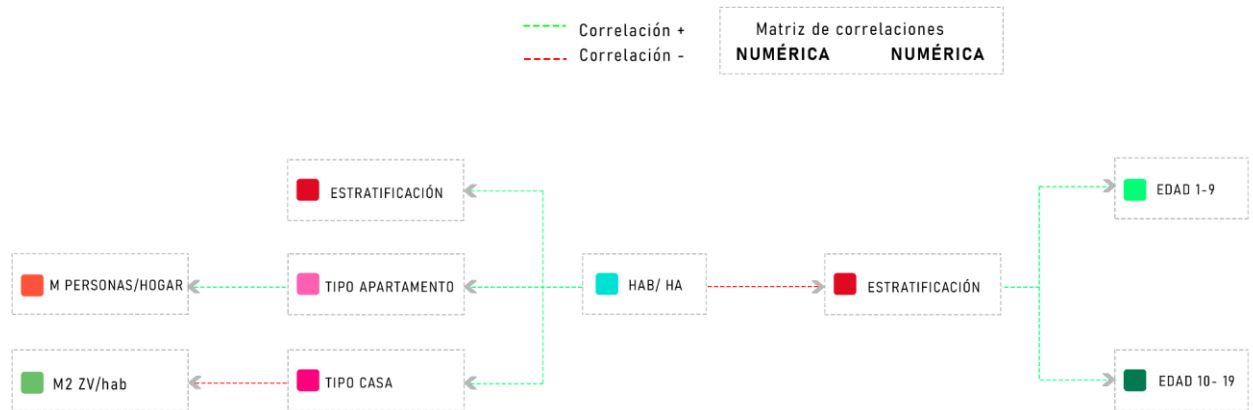 Correlación +
Correlación -
Matriz de correlaciones
NUMÉRICA NUMÉRICA
ESTRATIFICACIÓN
EDAD 1-9
M PERSONAS/HOGAR
TIPO APARTAMENTO
HAB/ HA
ESTRATIFICACIÓN
M2 ZV/hab
TIPO CASA
EDAD 10- 19